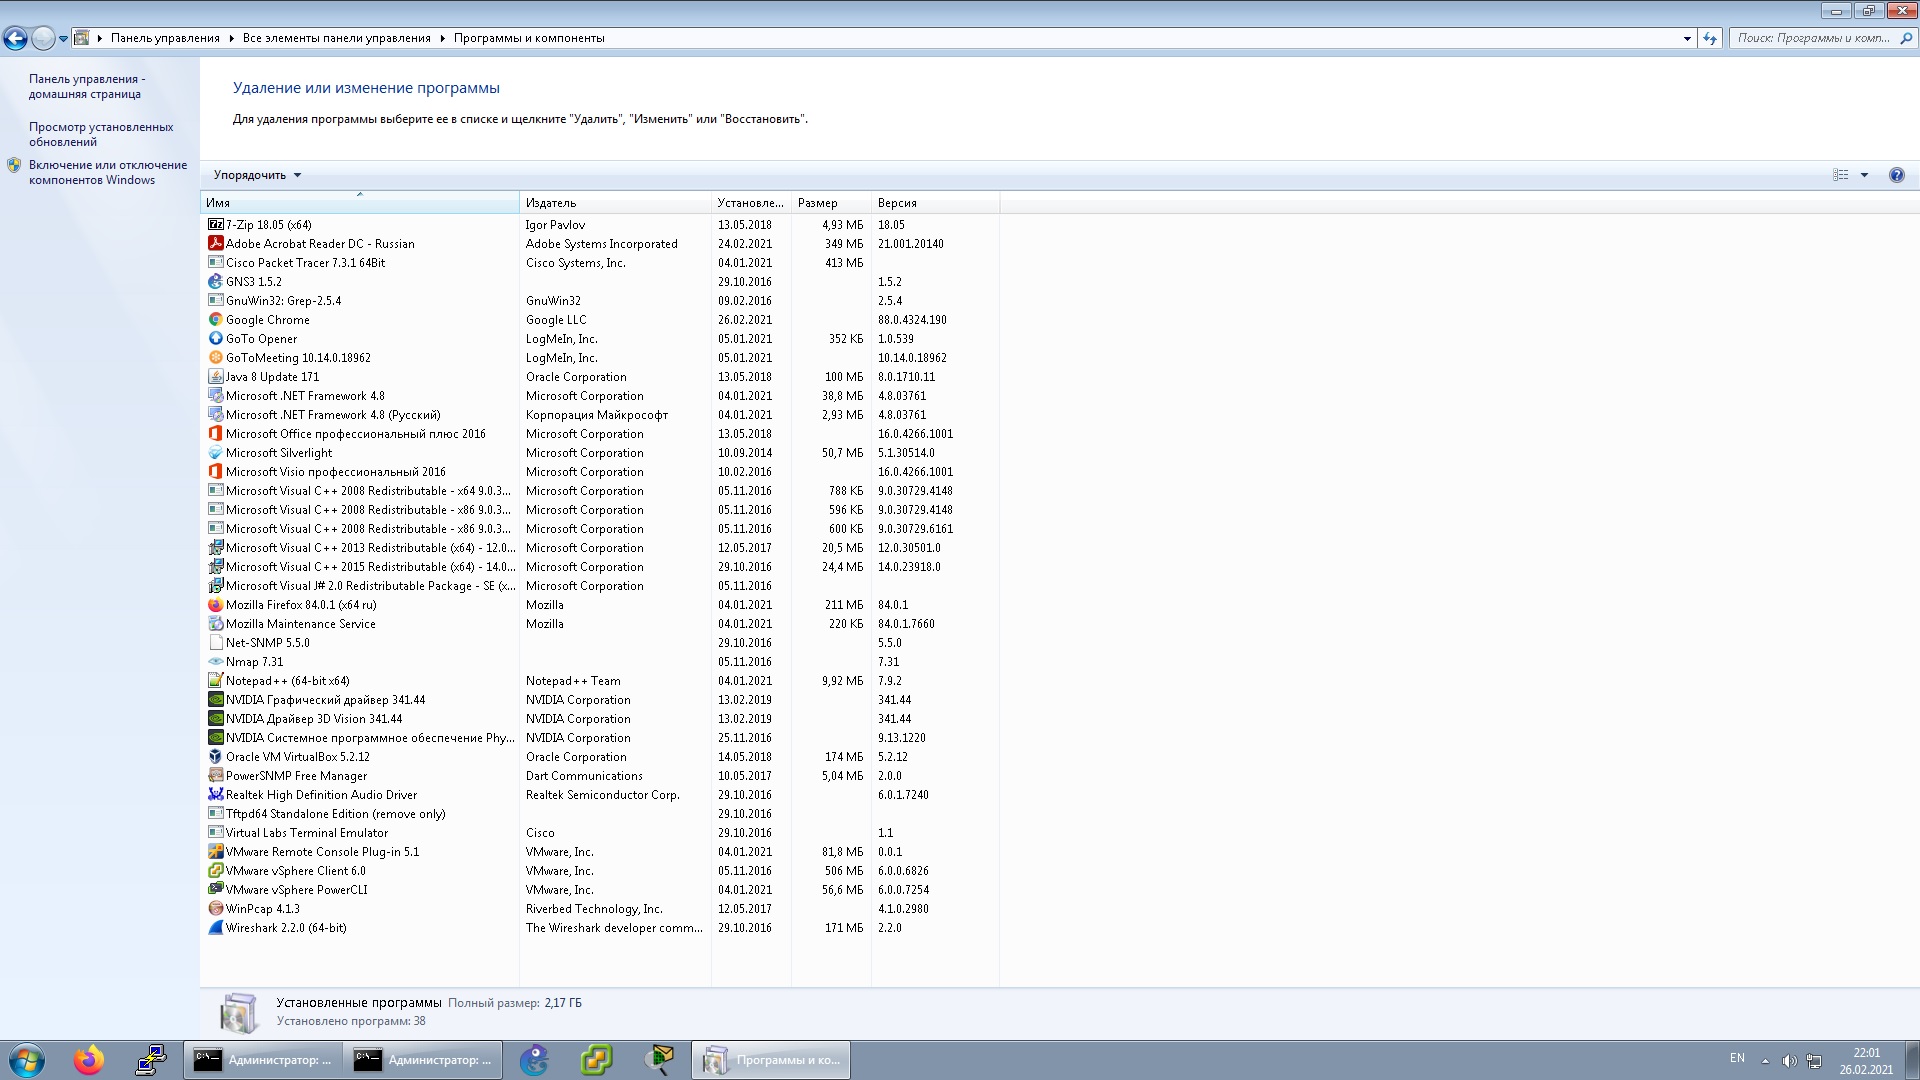 Панель управления
Все элементы панели управления
Программы и компоненты
Поиск: Программы и комп...
Панель управления -
домашняя страница
Просмотр установленных
обновлений
Включение или отключение
компонентов Windows
Удаление или изменение программы
Для удаления программы выберите ее в списке и щелкните "Удалить", "Изменить" или "Восстановить".
Упорядочить
Имя Издатель Установле... Размер Версия
7-Zip 18.05 (x64) Igor Pavlov 13.05.2018 4,93 МБ 18.05
Adobe Acrobat Reader DC - Russian Adobe Systems Incorporated 24.02.2021 349 МБ 21.001.20140
Cisco Packet Tracer 7.3.1 64Bit Cisco Systems, Inc. 04.01.2021 413 МБ
GNS3 1.5.2 29.10.2016 1.5.2
GnuWin32: Grep-2.5.4 GnuWin32 09.02.2016 2.5.4
Google Chrome Google LLC 26.02.2021 88.0.4324.190
GoTo Opener LogMeIn, Inc. 05.01.2021 352 КБ 1.0.539
GoToMeeting 10.14.0.18962 LogMeIn, Inc. 05.01.2021 10.14.0.18962
Java 8 Update 171 Oracle Corporation 13.05.2018 100 МБ 8.0.1710.11
Microsoft .NET Framework 4.8 Microsoft Corporation 04.01.2021 38,8 МБ 4.8.03761
Microsoft .NET Framework 4.8 (Русский) Корпорация Майкрософт 04.01.2021 2,93 МБ 4.8.03761
Microsoft Office профессиональный плюс 2016 Microsoft Corporation 13.05.2018 16.0.4266.1001
Microsoft Silverlight Microsoft Corporation 10.09.2014 50,7 МБ 5.1.30514.0
Microsoft Visio профессиональный 2016 Microsoft Corporation 10.02.2016 16.0.4266.1001
Microsoft Visual C++ 2008 Redistributable - x64 9.0.3... Microsoft Corporation 05.11.2016 788 КБ 9.0.30729.4148
Microsoft Visual C++ 2008 Redistributable - x86 9.0.3... Microsoft Corporation 05.11.2016 596 КБ 9.0.30729.4148
Microsoft Visual C++ 2008 Redistributable - x86 9.0.3... Microsoft Corporation 05.11.2016 600 КБ 9.0.30729.6161
Microsoft Visual C++ 2013 Redistributable (x64) - 12.0... Microsoft Corporation 12.05.2017 20,5 МБ 12.0.30501.0
Microsoft Visual C++ 2015 Redistributable (x64) - 14.0... Microsoft Corporation 29.10.2016 24,4 МБ 14.0.23918.0
Microsoft Visual J# 2.0 Redistributable Package - SE (x... Microsoft Corporation 05.11.2016
Mozilla Firefox 84.0.1 (x64 ru) Mozilla 04.01.2021 211 МБ 84.0.1
Mozilla Maintenance Service Mozilla 04.01.2021 220 КБ 84.0.1.7660
Net-SNMP 5.5.0 29.10.2016 5.5.0
Nmap 7.31 05.11.2016 7.31
Notepad++ (64-bit x64) Notepad++ Team 04.01.2021 9,92 МБ 7.9.2
NVIDIA Графический драйвер 341.44 NVIDIA Corporation 13.02.2019 341.44
NVIDIA Драйвер 3D Vision 341.44 NVIDIA Corporation 13.02.2019 341.44
NVIDIA Системное программное обеспечение Phy... NVIDIA Corporation 25.11.2016 9.13.1220
Oracle VM VirtualBox 5.2.12 Oracle Corporation 14.05.2018 174 МБ 5.2.12
PowerSNMP Free Manager Dart Communications 10.05.2017 5,04 МБ 2.0.0
Realtek High Definition Audio Driver Realtek Semiconductor Corp. 29.10.2016 6.0.1.7240
Tftpd64 Standalone Edition (remove only) 29.10.2016
Virtual Labs Terminal Emulator Cisco 29.10.2016 1.1
VMware Remote Console Plug-in 5.1 VMware, Inc. 04.01.2021 81,8 МБ 0.0.1
VMware vSphere Client 6.0 VMware, Inc. 05.11.2016 506 МБ 6.0.0.6826
VMware vSphere PowerCLI VMware, Inc. 04.01.2021 56,6 МБ 6.0.0.7254
WinPcap 4.1.3 Riverbed Technology, Inc. 12.05.2017 4.1.0.2980
Wireshark 2.2.0 (64-bit) The Wireshark developer comm... 29.10.2016 171 МБ 2.2.0
Установленные программы Полный размер: 2,17 ГБ
Установлено программ: 38
Администратор: ...
Администратор: ...
Программы и ко...
EN
22:01
26.02.2021